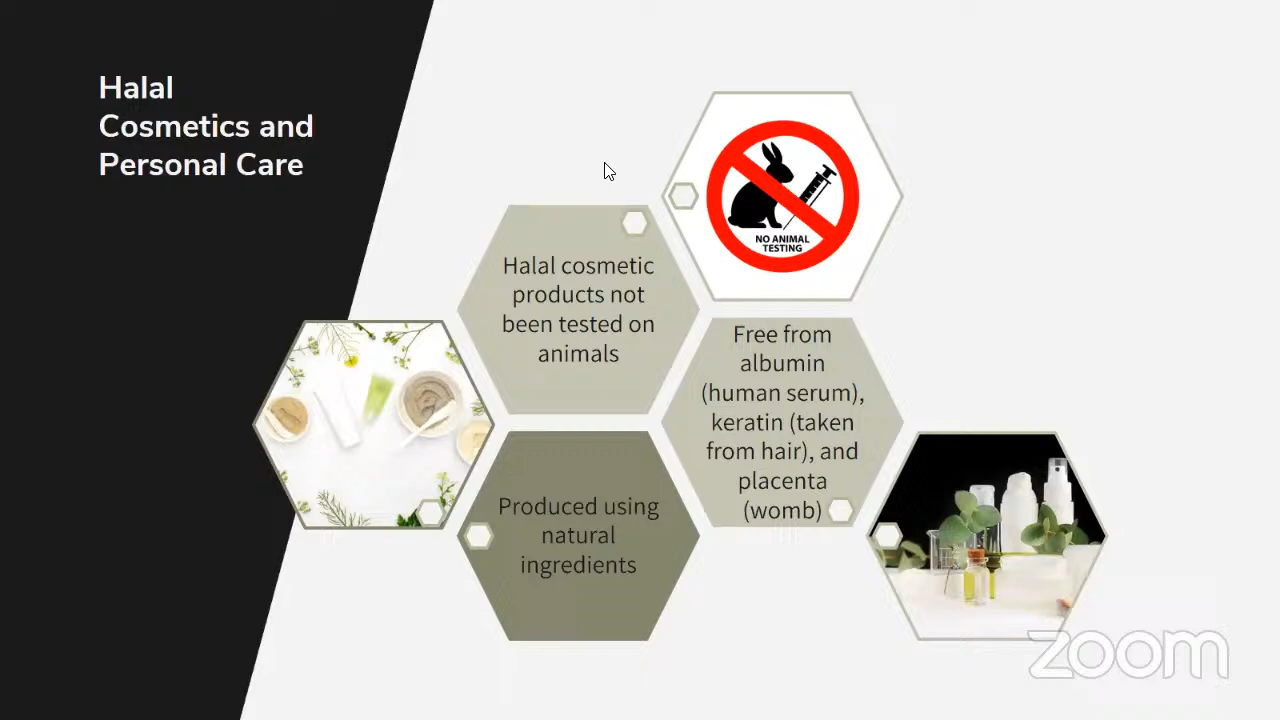 Halal
Cosmetics and
Personal Care
NO ANIMAL
TESTING
Halal cosmetic
products not
been tested on
animals
Free from
albumin
(human serum),
keratin (taken
from hair), and
placenta
(womb)
Produced using
natural
ingredients
zoom